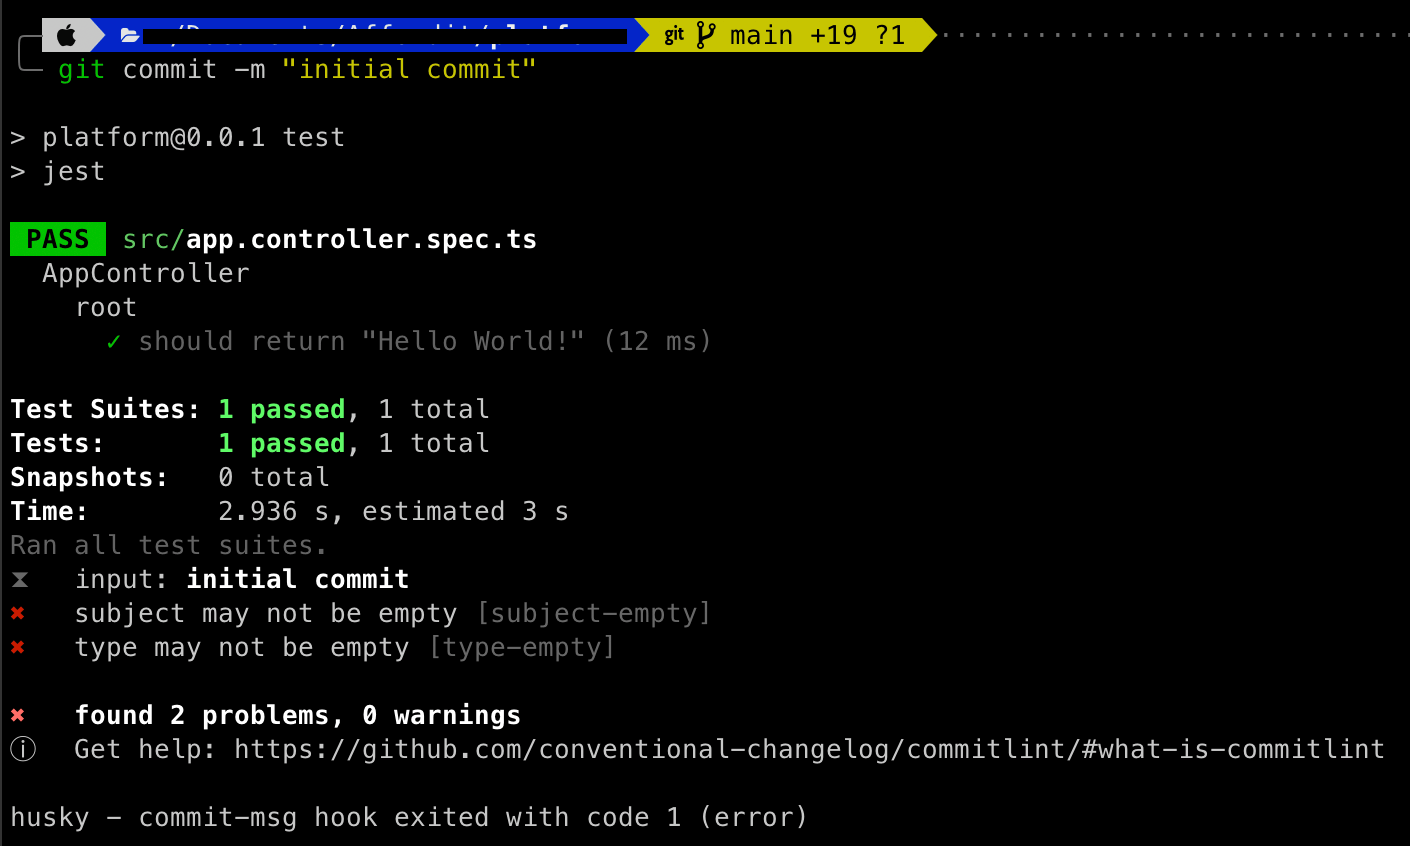 git main +19 ?1
git commit -m "initial commit"
> platform@0.0.1 test
> jest
PASS src/app.controller.spec.ts
AppController
root
✓ should return "Hello World!" (12 ms)
Test Suites: 1 passed, 1 total
Tests: 1 passed, 1 total
Snapshots: 0 total
Time: 2.936 s, estimated 3 s
Ran all test suites.
⧗ input: initial commit
✖ subject may not be empty [subject-empty]
✖ type may not be empty [type-empty]
✖ found 2 problems, 0 warnings
ⓘ Get help: https://github.com/conventional-changelog/commitlint/#what-is-commitlint
husky - commit-msg hook exited with code 1 (error)